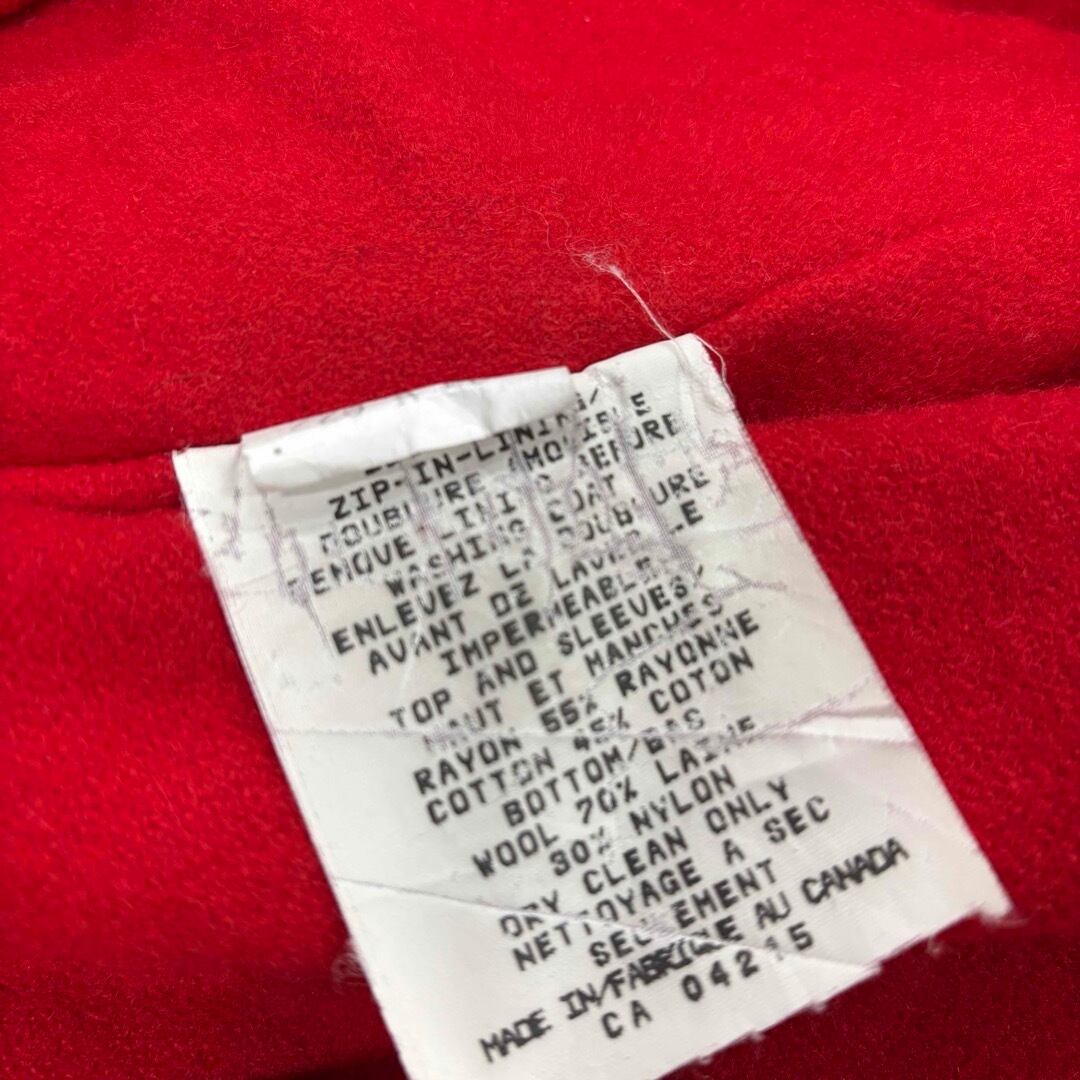 ZIP-IN-LINING/
DOUBLURE AMOVIBLE
REMOVE LINING BEFORE
WASHING COAT
ENLEVEZ LA DOUBLURE
AVANT DE LAVER LE
IMPERMEABLE
TOP AND SLEEVES/
HAUT ET MANCHES
RAYON 55% RAYONNE
COTTON 45% COTON
BOTTOM/BAS
WOOL 70% LAINE
30% NYLON
DRY CLEAN ONLY
NETTOYAGE A SEC
SEULEMENT
MADE IN/FABRIQUE AU CANADA
CA 04215